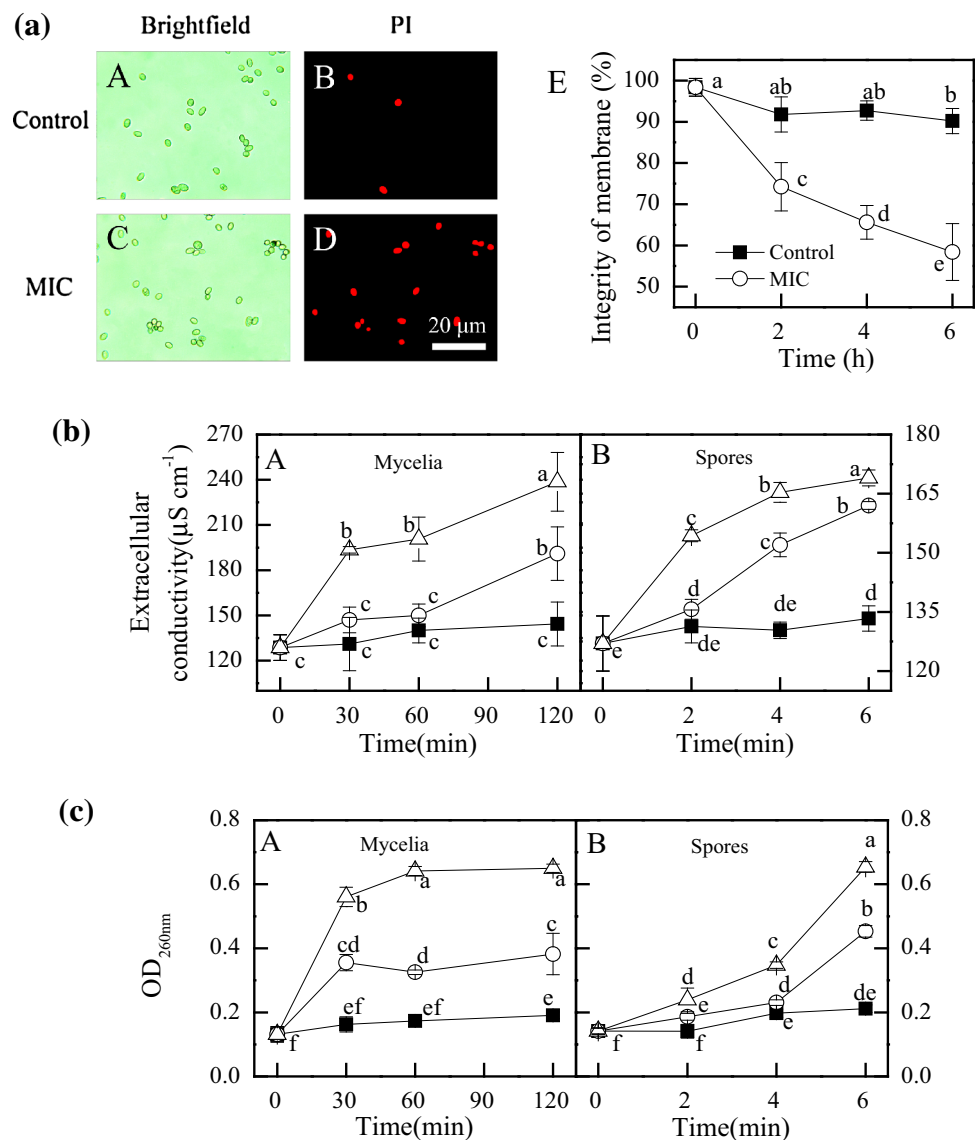 (a)
Brightfield
PI
A
B
Control
C
D
MIC
20 μm
E
Integrity of membrane (%)
100
90
80
70
60
50
a
ab
ab
b
c
d
e
Control
MIC
0
2
4
6
Time (h)
(b)
Extracellular
conductivity(μS cm⁻¹)
270
240
210
180
150
120
A
Mycelia
a
b
b
b
c
c
c
c
c
c
0
30
60
90
120
Time(min)
B
Spores
a
b
b
c
c
d
d
de
de
e
180
165
150
135
120
0
2
4
6
Time(min)
(c)
OD260nm
0.8
0.6
0.4
0.2
0.0
A
Mycelia
a
a
b
c
cd
d
ef
ef
e
f
0
30
60
90
120
Time(min)
B
Spores
a
b
c
d
d
e
de
e
f
f
0.8
0.6
0.4
0.2
0.0
0
2
4
6
Time(min)